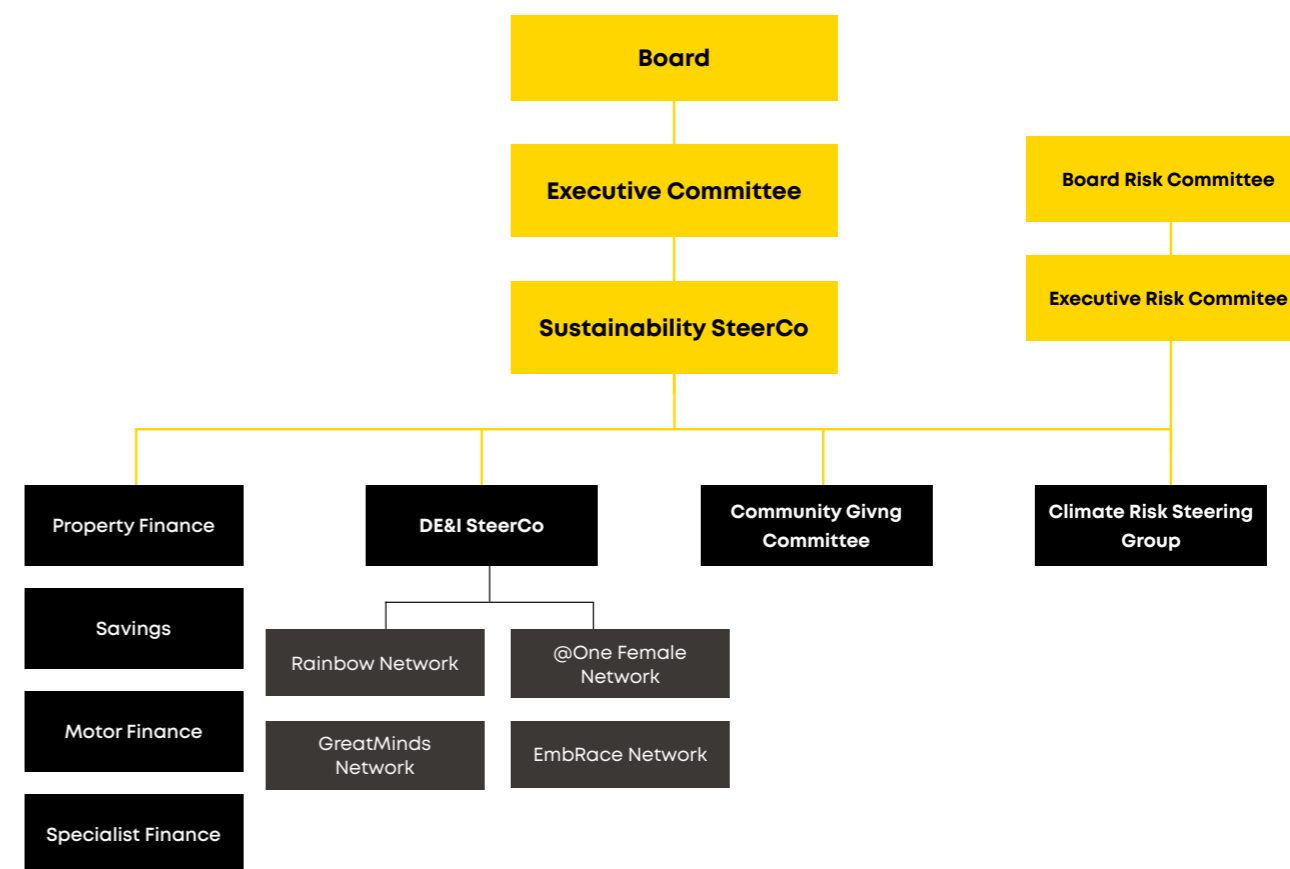 Board
Executive Committee
Board Risk Committee
Executive Risk Commitee
Sustainability SteerCo
Property Finance
DE&I SteerCo
Community Givng
Committee
Climate Risk Steering
Group
Savings
Motor Finance
Specialist Finance
Rainbow Network
@One Female
Network
GreatMinds
Network
EmbRace Network